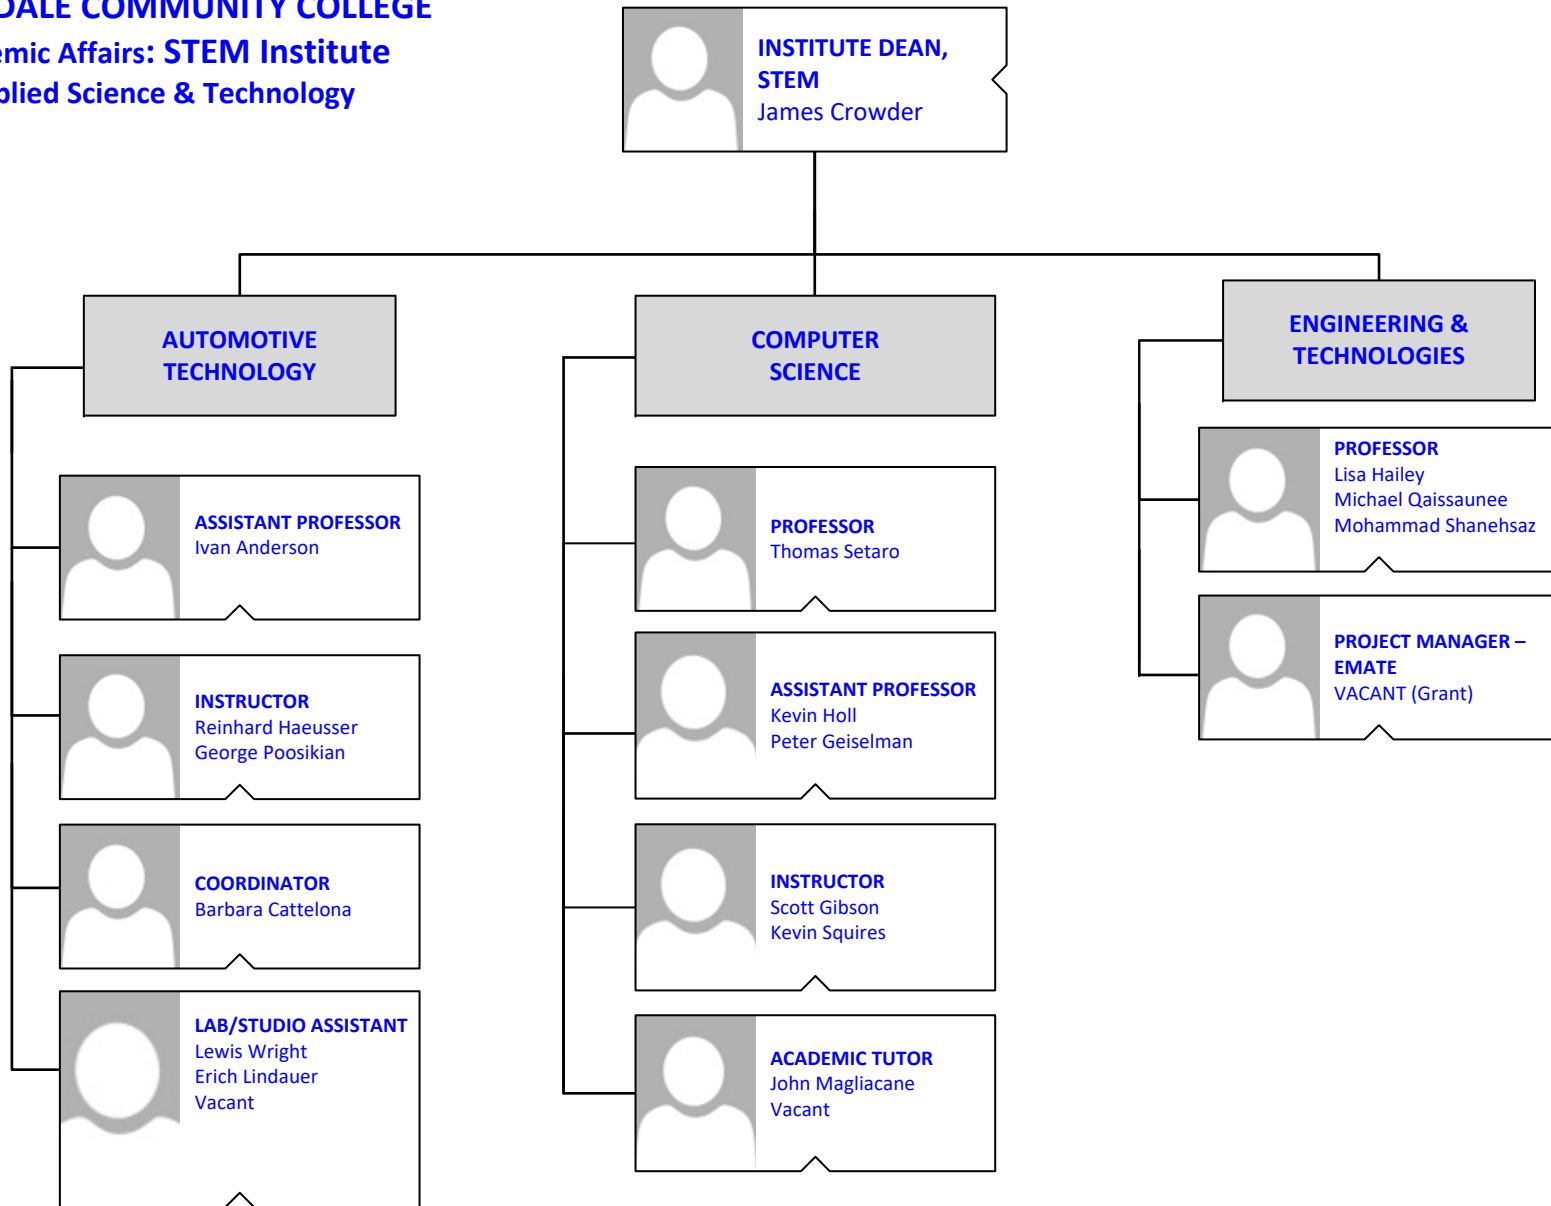 DALE COMMUNITY COLLEGE
emic Affairs: STEM Institute
plied Science & Technology
INSTITUTE DEAN,
STEM
James Crowder
AUTOMOTIVE
TECHNOLOGY
ASSISTANT PROFESSOR
Ivan Anderson
INSTRUCTOR
Reinhard Haeusser
George Poosikian
COORDINATOR
Barbara Cattelona
LAB/STUDIO ASSISTANT
Lewis Wright
Erich Lindauer
Vacant
COMPUTER
SCIENCE
PROFESSOR
Thomas Setaro
ASSISTANT PROFESSOR
Kevin Holl
Peter Geiselman
INSTRUCTOR
Scott Gibson
Kevin Squires
ACADEMIC TUTOR
John Magliacane
Vacant
ENGINEERING &
TECHNOLOGIES
PROFESSOR
Lisa Hailey
Michael Qaissaunee
Mohammad Shanehsaz
PROJECT MANAGER –
EMATE
VACANT (Grant)